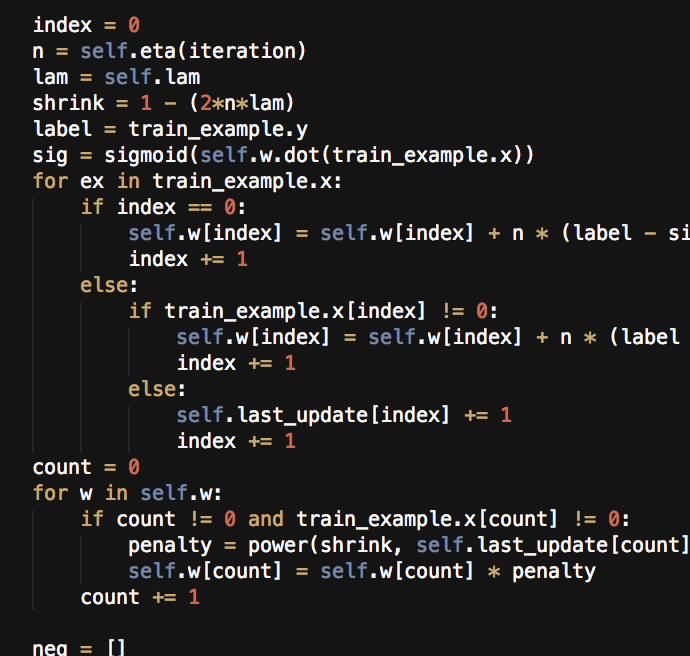 index = 0
n = self.eta(iteration)
lam = self.lam
shrink = 1 - (2*n*lam)
label = train_example.y
sig = sigmoid(self.w.dot(train_example.x))
for ex in train_example.x:
    if index == 0:
        self.w[index] = self.w[index] + n * (label - si
        index += 1
    else:
        if train_example.x[index] != 0:
            self.w[index] = self.w[index] + n * (label
            index += 1
        else:
            self.last_update[index] += 1
            index += 1
count = 0
for w in self.w:
    if count != 0 and train_example.x[count] != 0:
        penalty = power(shrink, self.last_update[count]
        self.w[count] = self.w[count] * penalty
    count += 1
neg = []